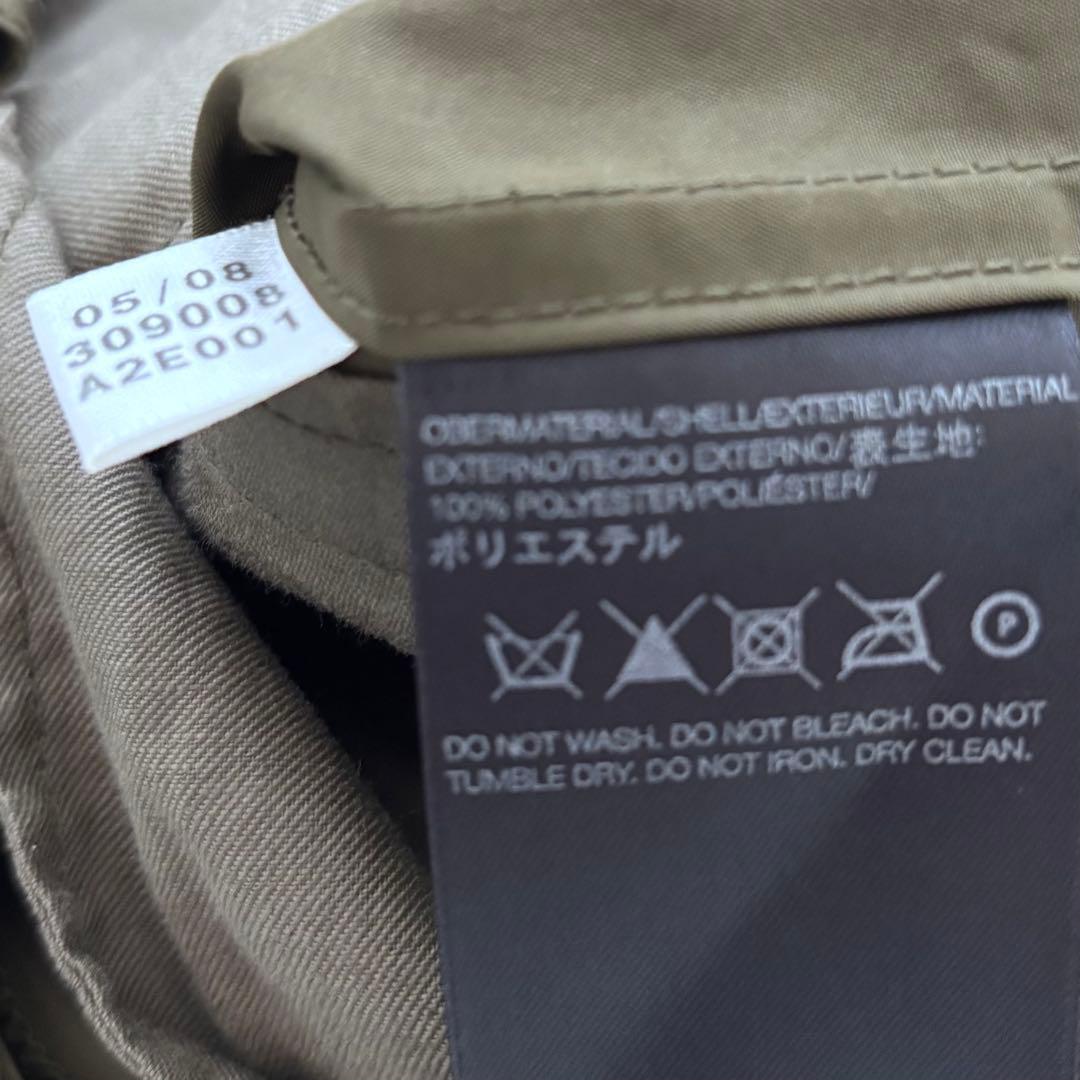 05/08
309008
A2E001
OBERMATERIAL/SHELL/EXTERIEUR/MATERIAL
EXTERNO/TECIDO EXTERNO/表生地:
100% POLYESTER/POLIÉSTER/
ポリエステル
P
DO NOT WASH. DO NOT BLEACH. DO NOT
TUMBLE DRY. DO NOT IRON. DRY CLEAN.